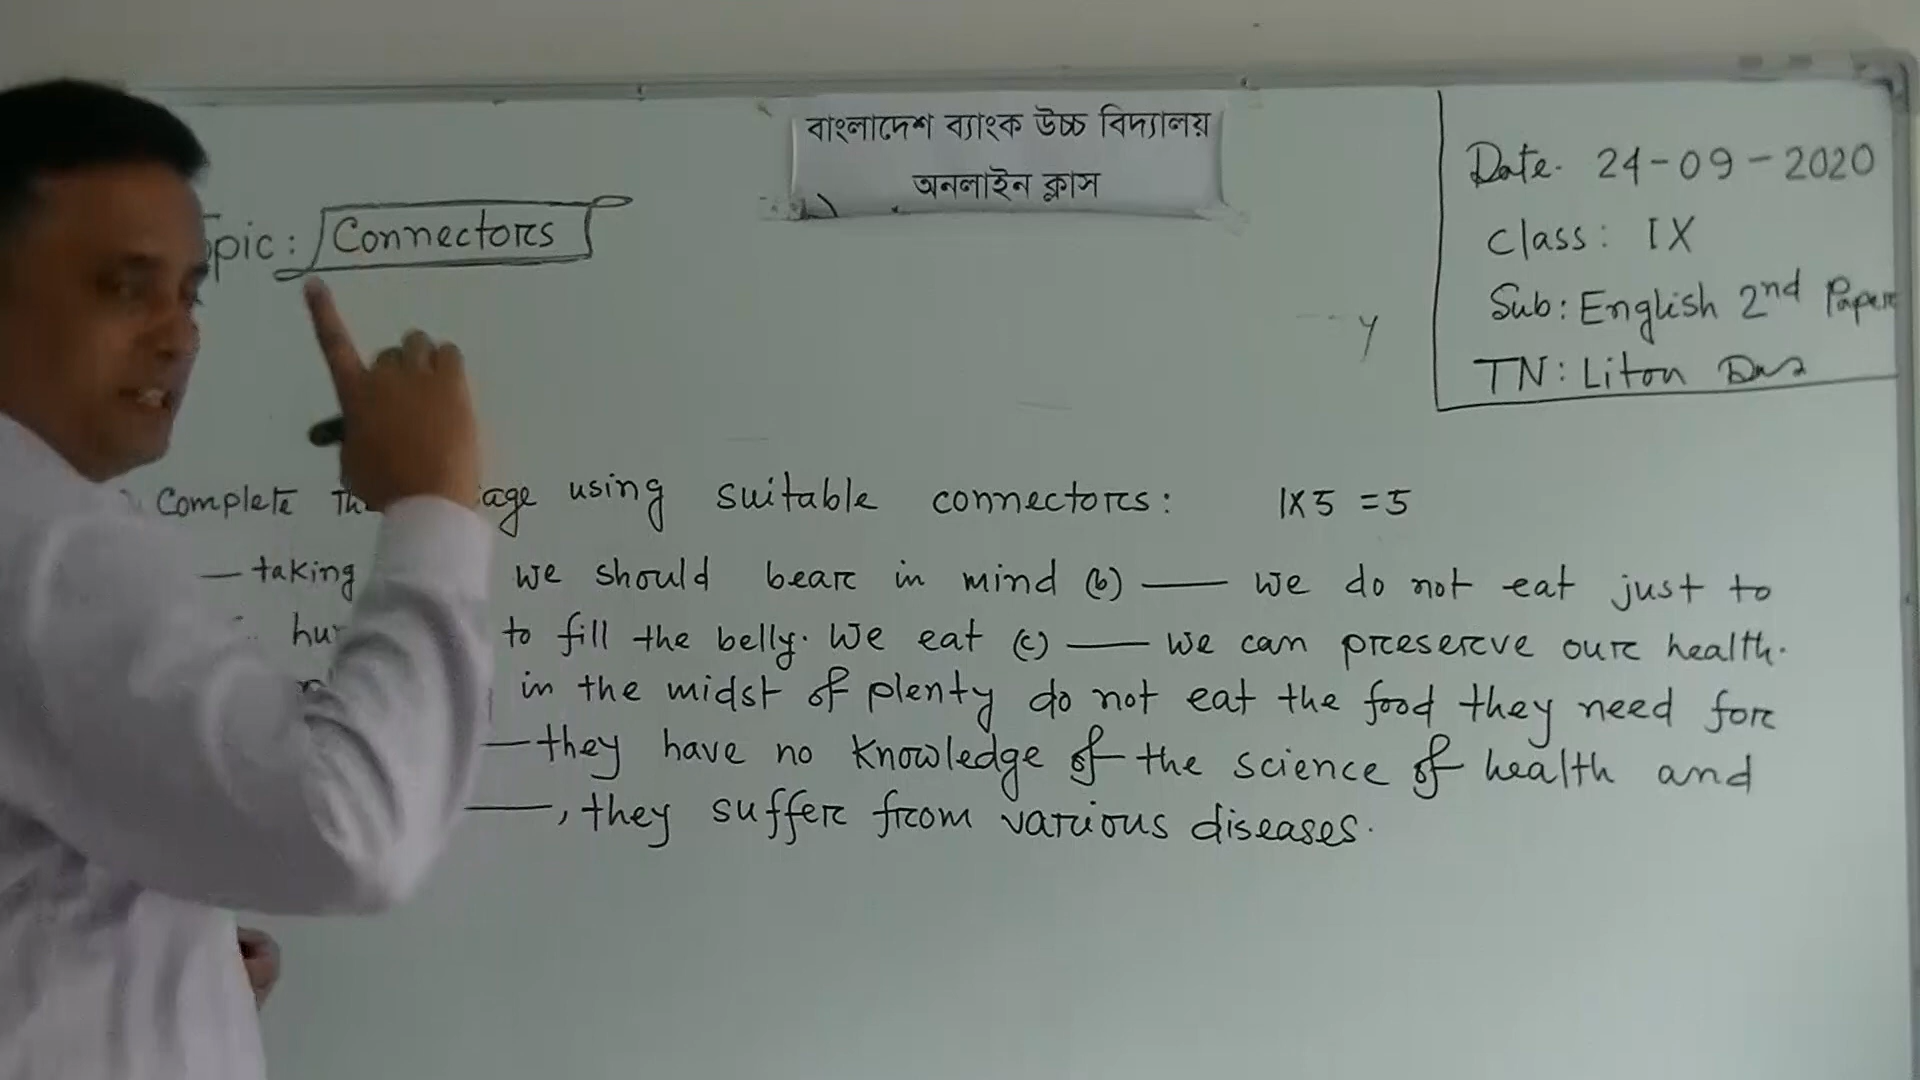 বাংলাদেশ ব্যাংক উচ্চ বিদ্যালয়
অনলাইন ক্লাস
Date. 24-09-2020
Class: IX
Sub: English 2nd Paper
TN: Liton Das
pic: Connectors
y
Complete age using suitable connectors: 1x5 =5
— taking we should bear in mind (b) — we do not eat just to
to fill the belly. We eat (c) — we can preserve our health.
in the midst of plenty do not eat the food they need for
— they have no knowledge of the science of health and
—, they suffer from various diseases.